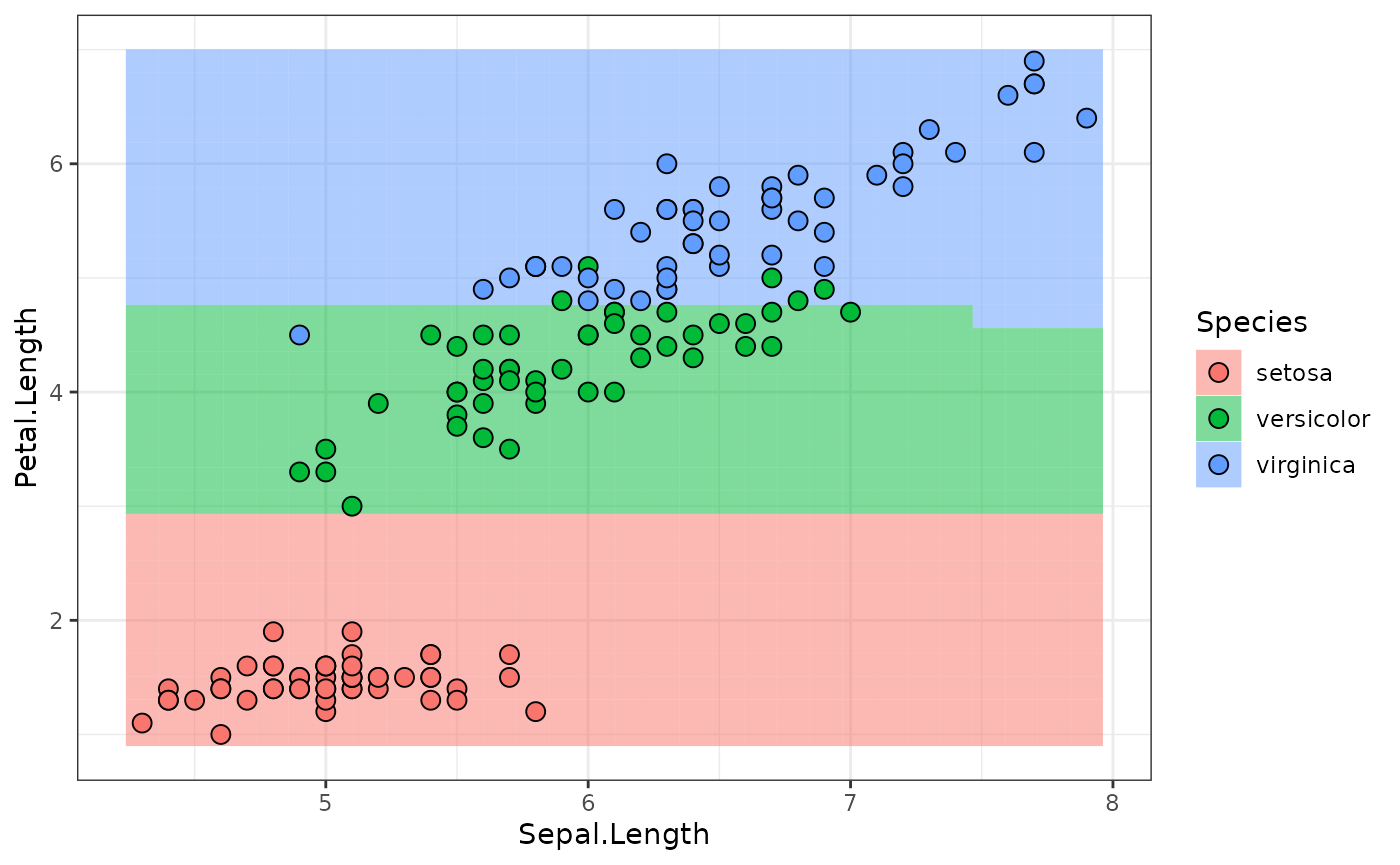 Petal.Length
6
4
2
5 6 7 8
Sepal.Length
Species
setosa
versicolor
virginica